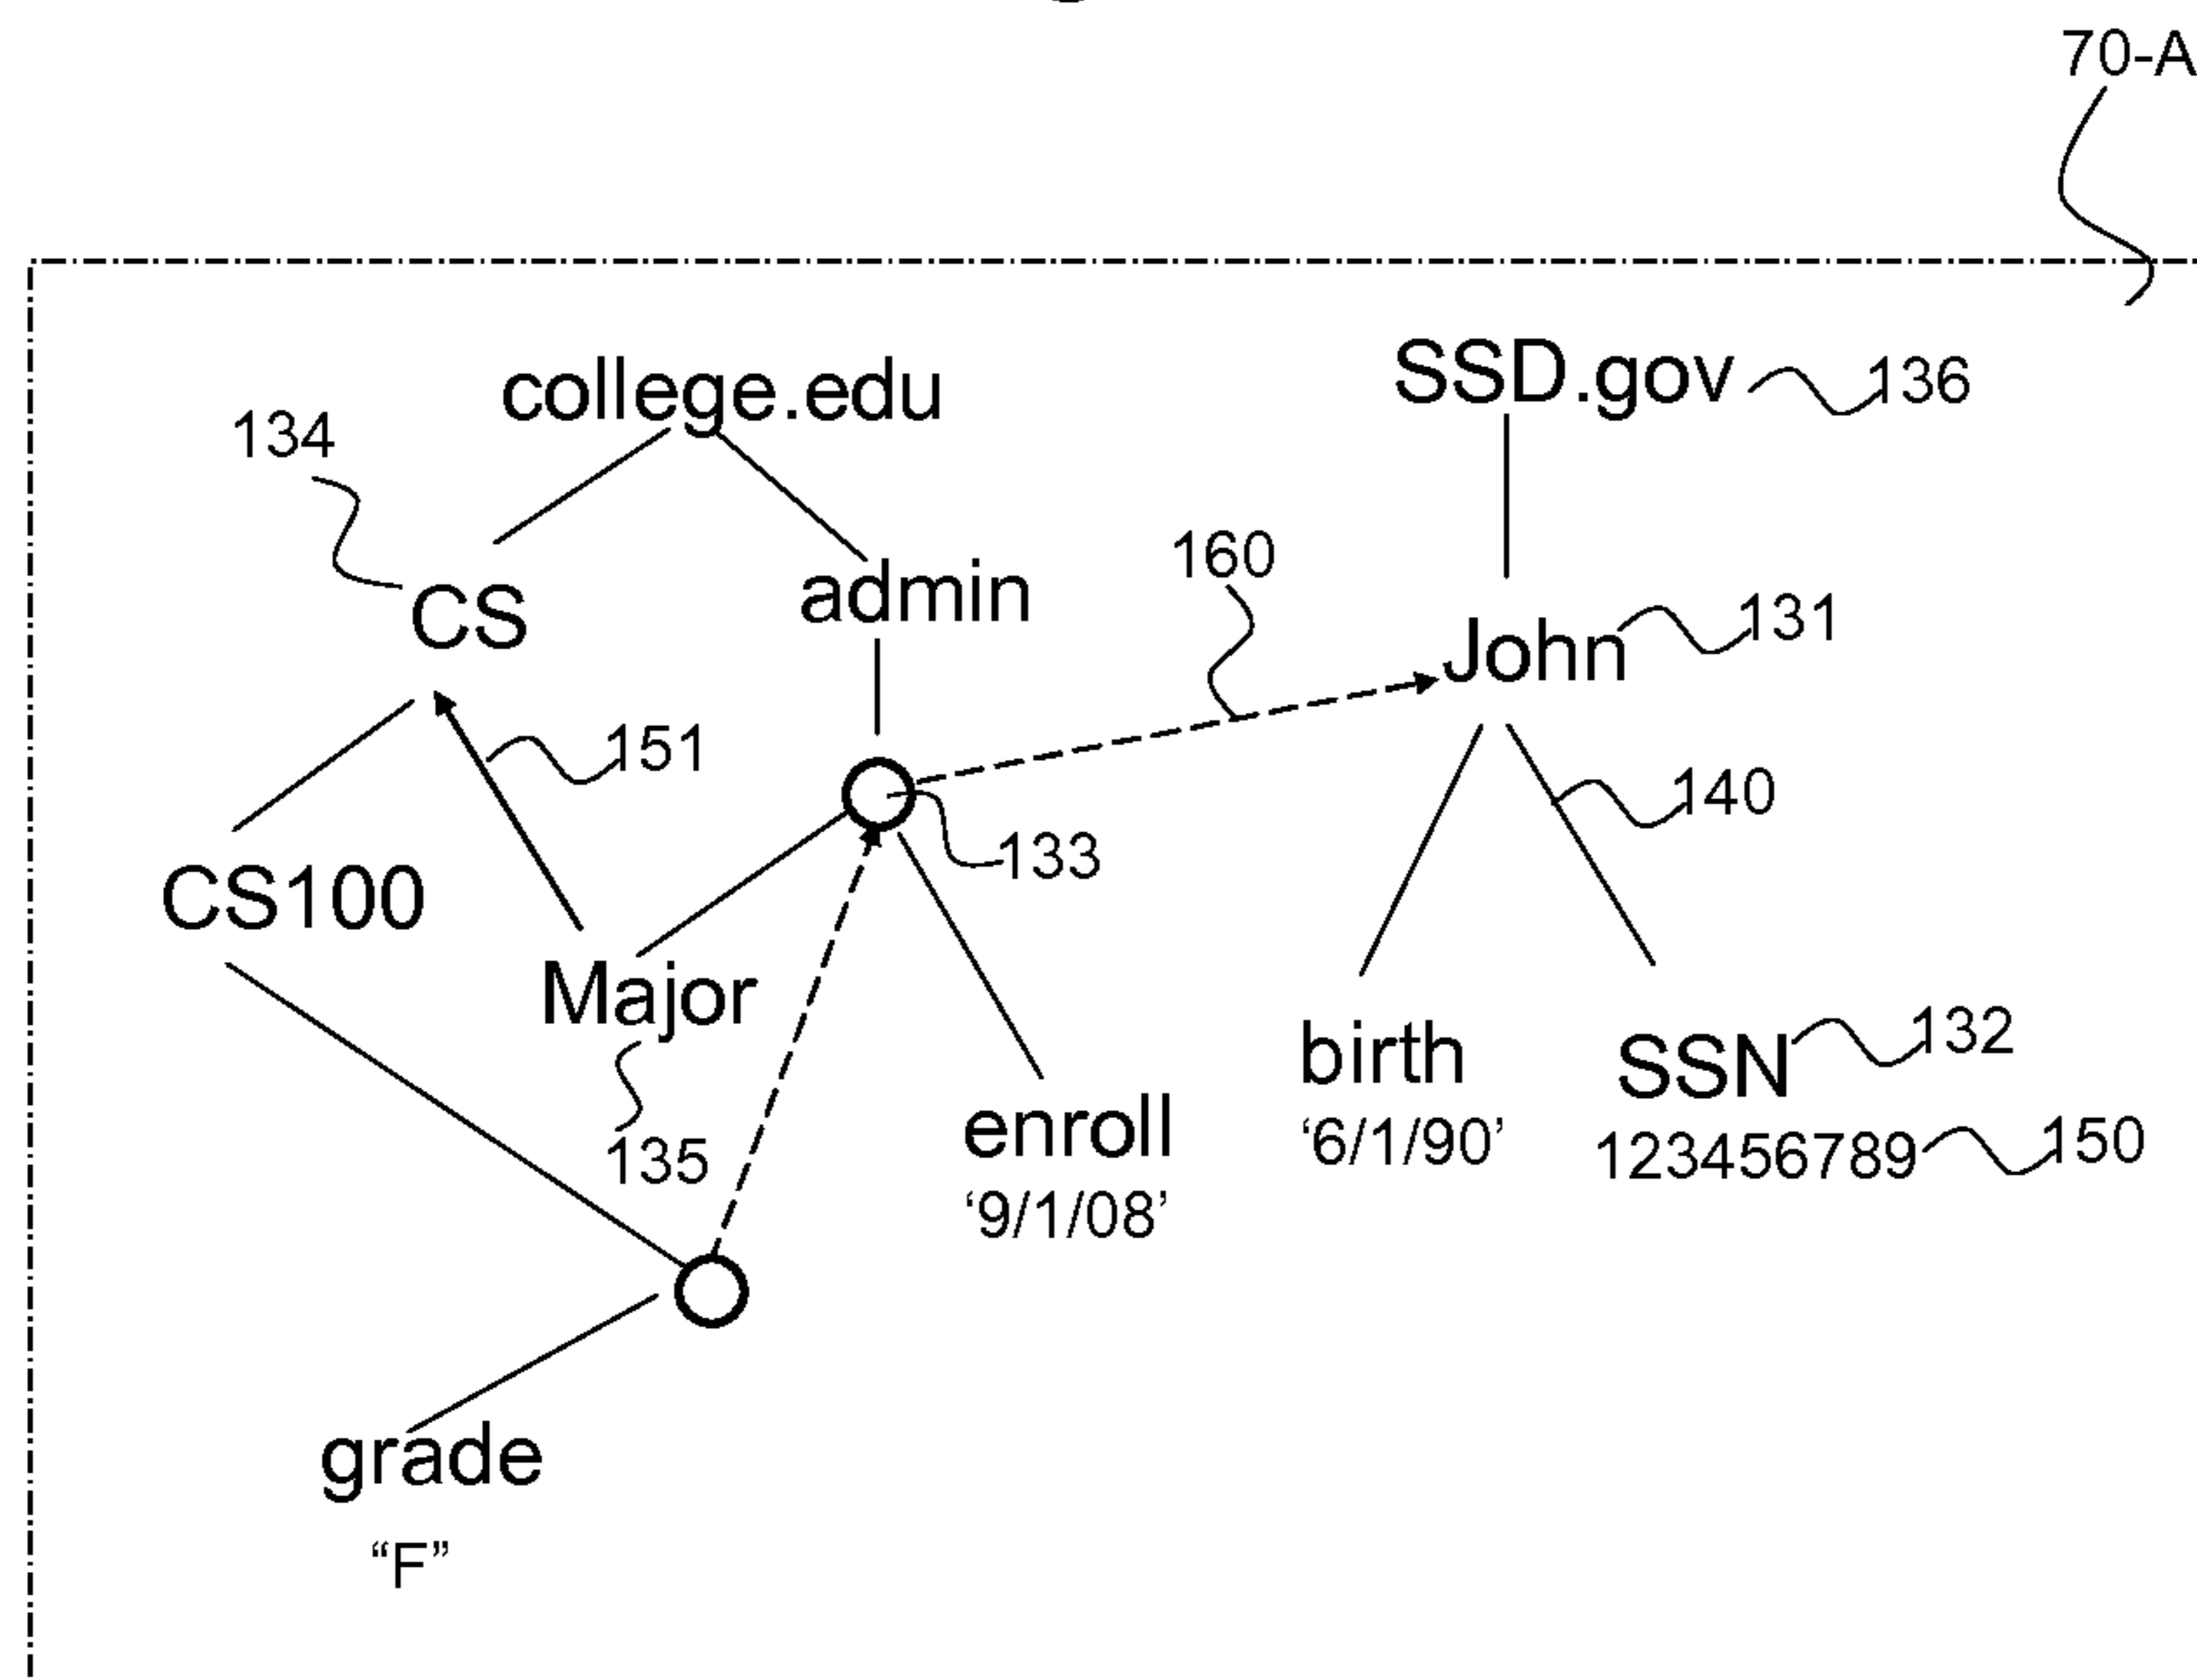 70-A
college.edu
SSD.gov
136
134
CS
admin
160
John
131
151
140
133
CS100
Major
birth
SSN
132
135
enroll
'6/1/90'
123456789
150
'9/1/08'
grade
“F”